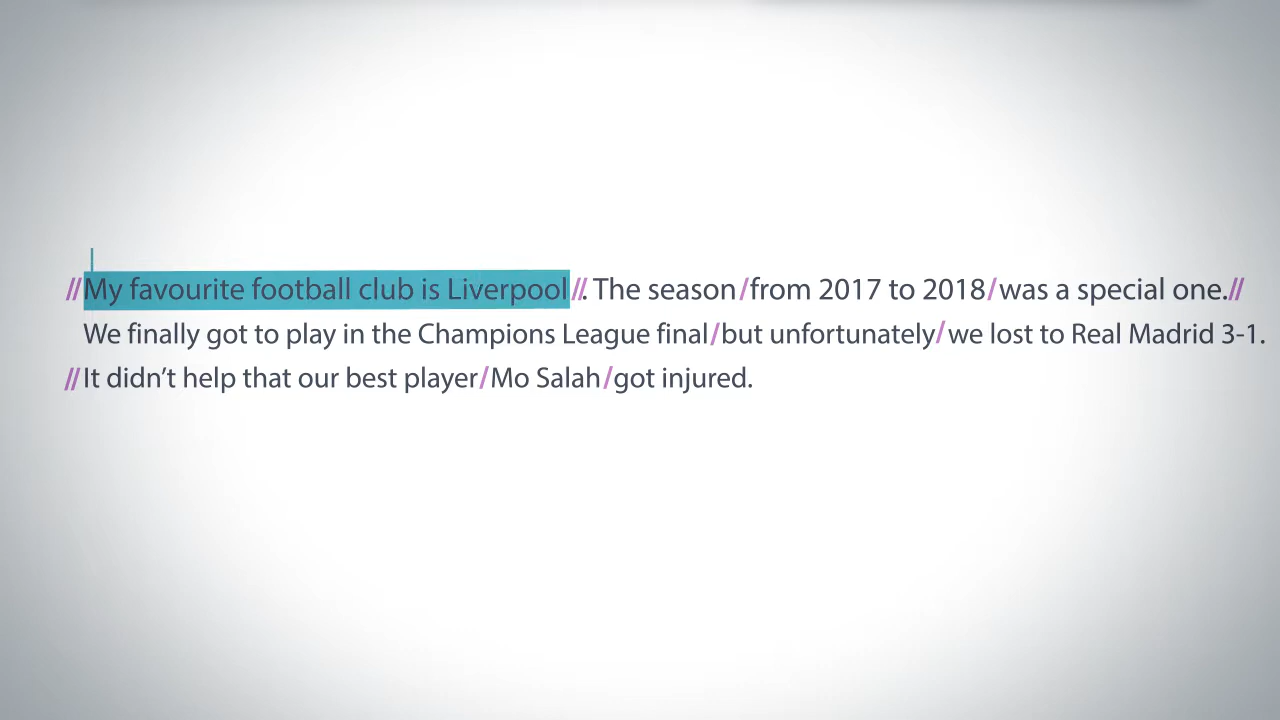 //My favourite football club is Liverpool//. The season/from 2017 to 2018/was a special one.//
We finally got to play in the Champions League final/but unfortunately/we lost to Real Madrid 3-1.
//It didn’t help that our best player/Mo Salah/got injured.